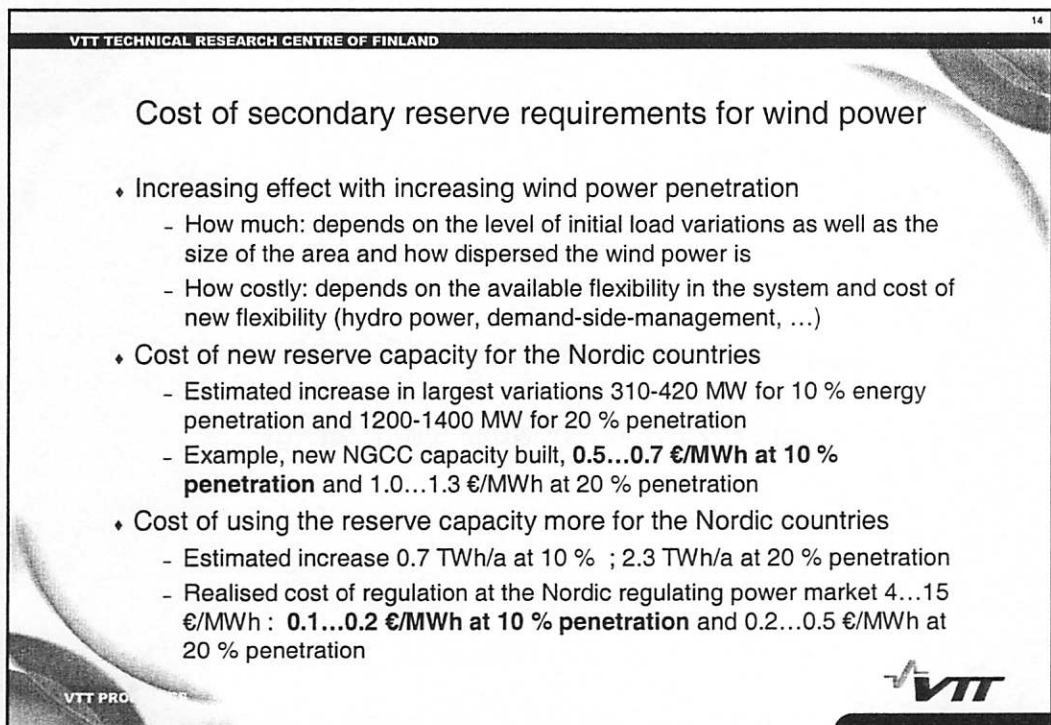 14
VTT TECHNICAL RESEARCH CENTRE OF FINLAND
Cost of secondary reserve requirements for wind power
• Increasing effect with increasing wind power penetration
- How much: depends on the level of initial load variations as well as the
size of the area and how dispersed the wind power is
- How costly: depends on the available flexibility in the system and cost of
new flexibility (hydro power, demand-side-management, ...)
• Cost of new reserve capacity for the Nordic countries
- Estimated increase in largest variations 310-420 MW for 10 % energy
penetration and 1200-1400 MW for 20 % penetration
- Example, new NGCC capacity built, 0.5...0.7 €/MWh at 10 %
penetration and 1.0...1.3 €/MWh at 20 % penetration
• Cost of using the reserve capacity more for the Nordic countries
- Estimated increase 0.7 TWh/a at 10 % ; 2.3 TWh/a at 20 % penetration
- Realised cost of regulation at the Nordic regulating power market 4...15
€/MWh : 0.1...0.2 €/MWh at 10 % penetration and 0.2...0.5 €/MWh at
20 % penetration
VTT
VTT